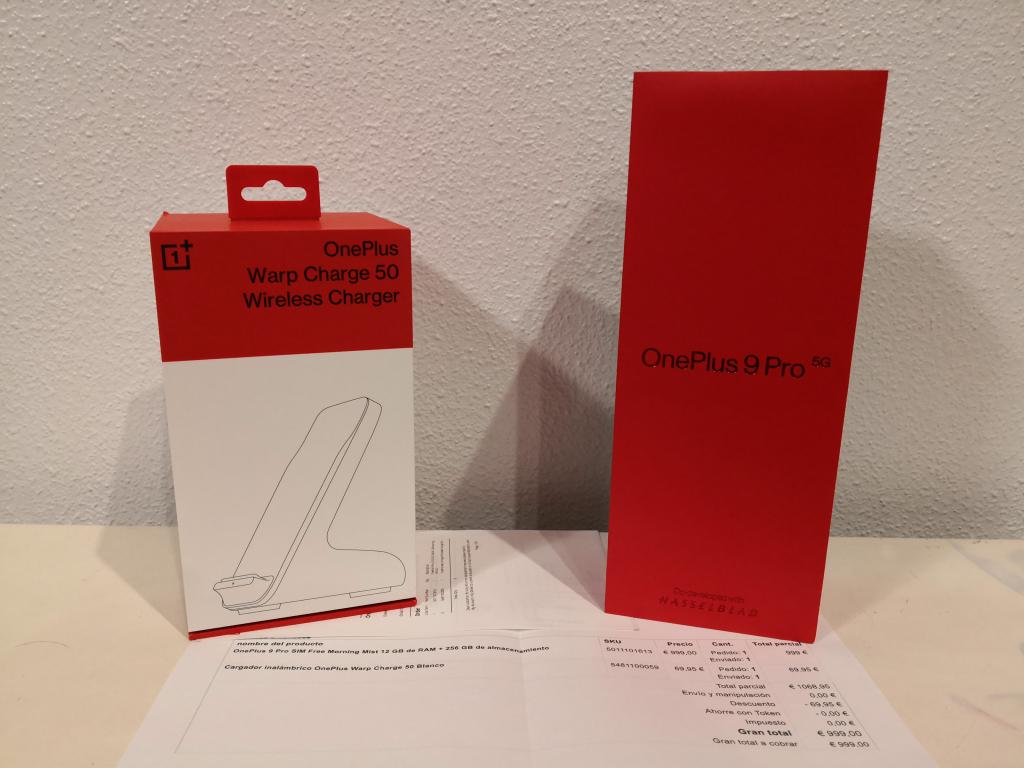 1+
OnePlus
Warp Charge 50
Wireless Charger
OnePlus 9 Pro 5G
Co-developed with
HASSELBLAD
nombre del producto SKU Precio Cant. Total parcial
OnePlus 9 Pro SIM Free Morning Mist 12 GB de RAM + 256 GB de almacenamiento 5011101613 € 999,00 Pedido: 1 999 €
Enviado: 1
Cargador inalámbrico OnePlus Warp Charge 50 Blanco 5481100059 69,95 € Pedido: 1 69,95 €
Enviado: 1
Total parcial € 1068,95
Envío y manipulación 0,00 €
Descuento - 69,95 €
Ahorre con Token - 0,00 €
Impuesto 0,00 €
Gran total € 999,00
Gran total a cobrar € 999,00